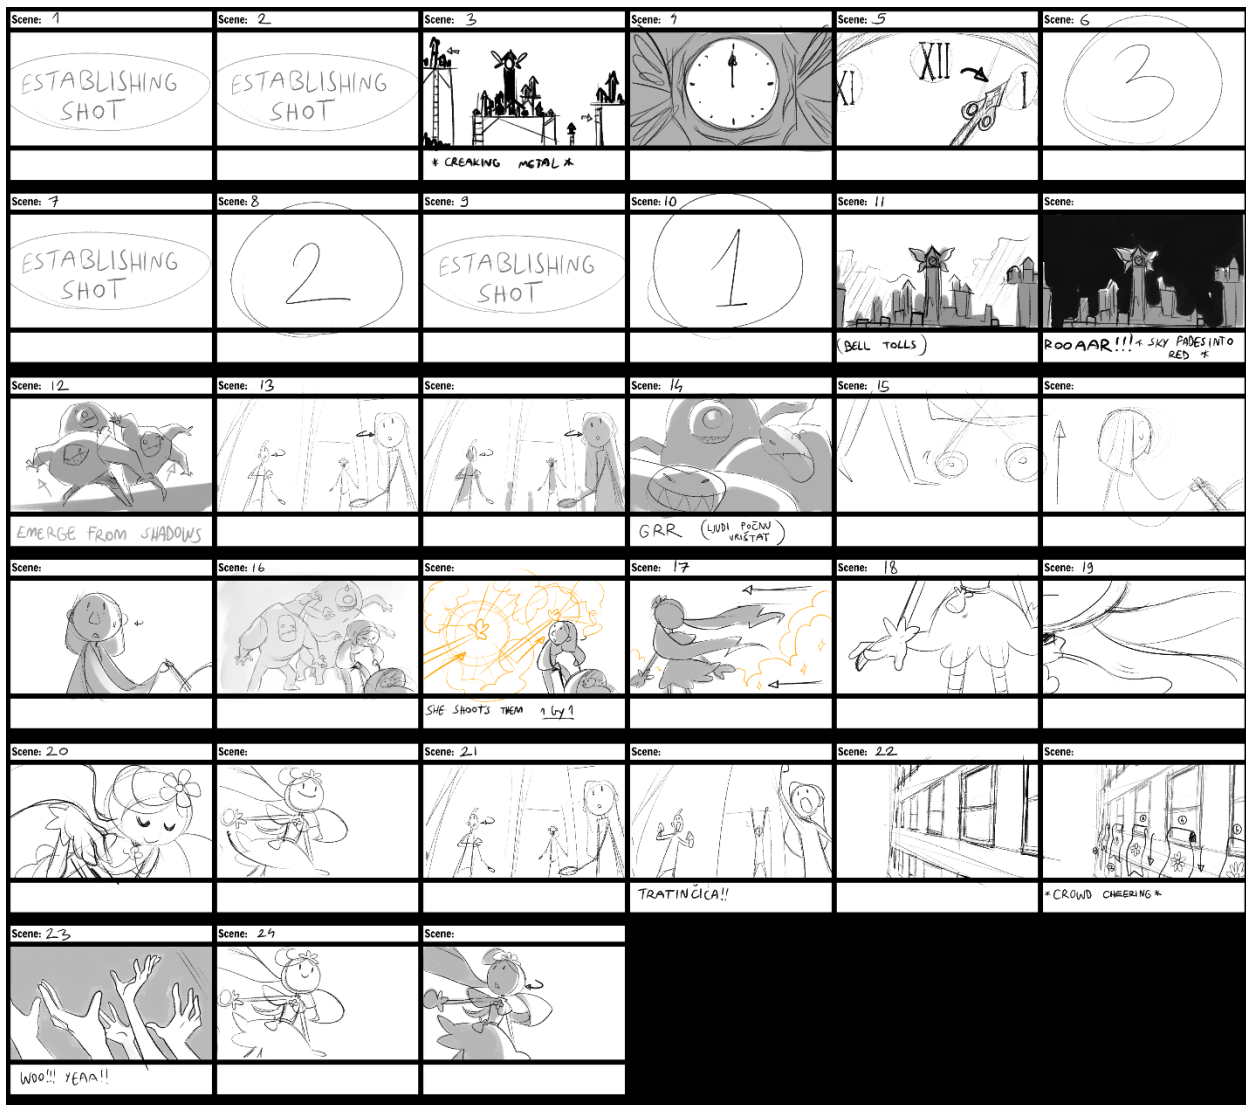 Scene: 1
Scene: 2
Scene: 3
Scene: 4
Scene: 5
Scene: 6
ESTABLISHING
SHOT
ESTABLISHING
SHOT
XI
XII
I
3
* CREAKING METAL *
Scene: 7
Scene: 8
Scene: 9
Scene: 10
Scene: 11
Scene:
ESTABLISHING
SHOT
2
ESTABLISHING
SHOT
1
(BELL TOLLS)
ROOAAR!!! * SKY FADES INTO
RED *
Scene: 12
Scene: 13
Scene:
Scene: 14
Scene: 15
Scene:
EMERGE FROM SHADOWS
GRR (LJUDI POČNU
VRIŠTAT)
Scene:
Scene: 16
Scene:
Scene: 17
Scene: 18
Scene: 19
SHE SHOOTS THEM 1 by 1
Scene: 20
Scene:
Scene: 21
Scene:
Scene: 22
Scene:
TRATINČICA!!
*CROWD CHEERING*
Scene: 23
Scene: 24
Scene:
WOO!!! YEAA!!